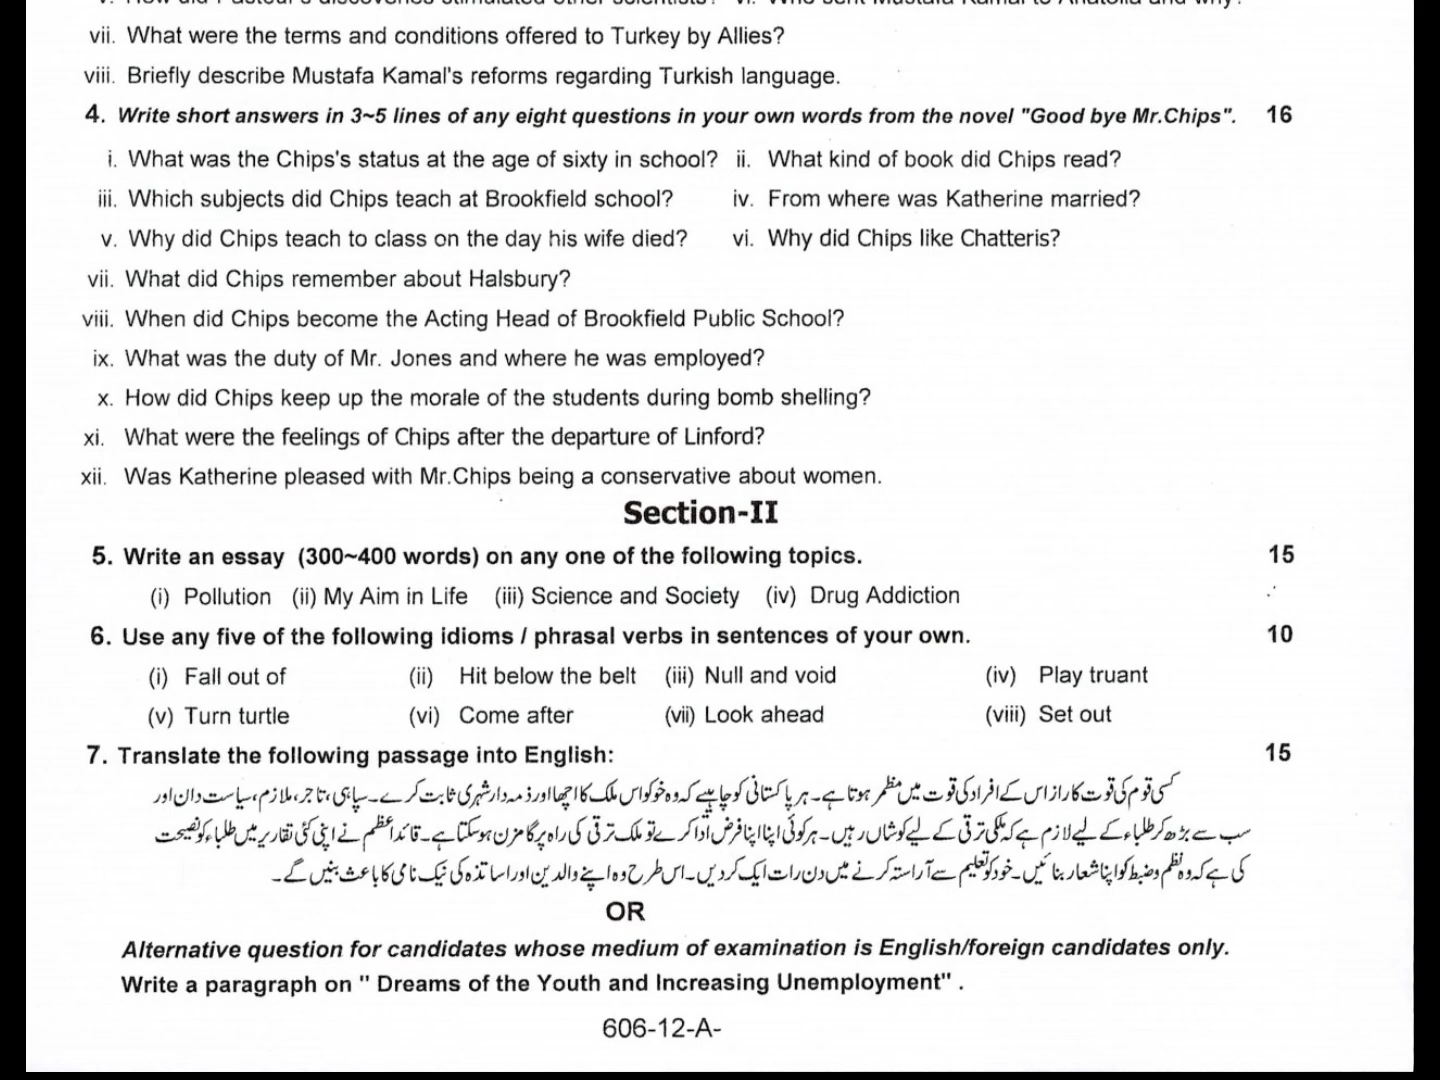 vii. What were the terms and conditions offered to Turkey by Allies?
viii. Briefly describe Mustafa Kamal's reforms regarding Turkish language.
4. Write short answers in 3~5 lines of any eight questions in your own words from the novel "Good bye Mr.Chips". 16
i. What was the Chips's status at the age of sixty in school? ii. What kind of book did Chips read?
iii. Which subjects did Chips teach at Brookfield school? iv. From where was Katherine married?
v. Why did Chips teach to class on the day his wife died? vi. Why did Chips like Chatteris?
vii. What did Chips remember about Halsbury?
viii. When did Chips become the Acting Head of Brookfield Public School?
ix. What was the duty of Mr. Jones and where he was employed?
x. How did Chips keep up the morale of the students during bomb shelling?
xi. What were the feelings of Chips after the departure of Linford?
xii. Was Katherine pleased with Mr.Chips being a conservative about women.
Section-II
5. Write an essay (300~400 words) on any one of the following topics. 15
(i) Pollution (ii) My Aim in Life (iii) Science and Society (iv) Drug Addiction
6. Use any five of the following idioms / phrasal verbs in sentences of your own. 10
(i) Fall out of (ii) Hit below the belt (iii) Null and void (iv) Play truant
(v) Turn turtle (vi) Come after (vii) Look ahead (viii) Set out
7. Translate the following passage into English: 15
کسی قوم کی قوت کا راز اس کے افراد کی قوت میں مظمر ہوتا ہے۔ ہر پاکستانی کو چاہیے کہ وہ خود کو اس ملک کا اچھا اور ذمہ دار شہری ثابت کرے۔ سپاہی، تاجر، ملازم، سیاست دان اور
سب سے بڑھ کر طلباء کے لیے لازم ہے کہ ملکی ترقی کے لیے کوشاں رہیں۔ ہر کوئی اپنا اپنا فرض ادا کرے تو ملک ترقی کی راہ پر گامزن ہو سکتا ہے۔ قائداعظم نے اپنی کئی تقاریر میں طلباء کو نصیحت
کی ہے کہ وہ نظم و ضبط کو اپنا شعار بنائیں۔ خود کو تعلیم سے آراستہ کرنے میں دن رات ایک کر دیں۔ اس طرح وہ اپنے والدین اور اساتذہ کی نیک نامی کا باعث بنیں گے۔
OR
Alternative question for candidates whose medium of examination is English/foreign candidates only.
Write a paragraph on " Dreams of the Youth and Increasing Unemployment" .
606-12-A-